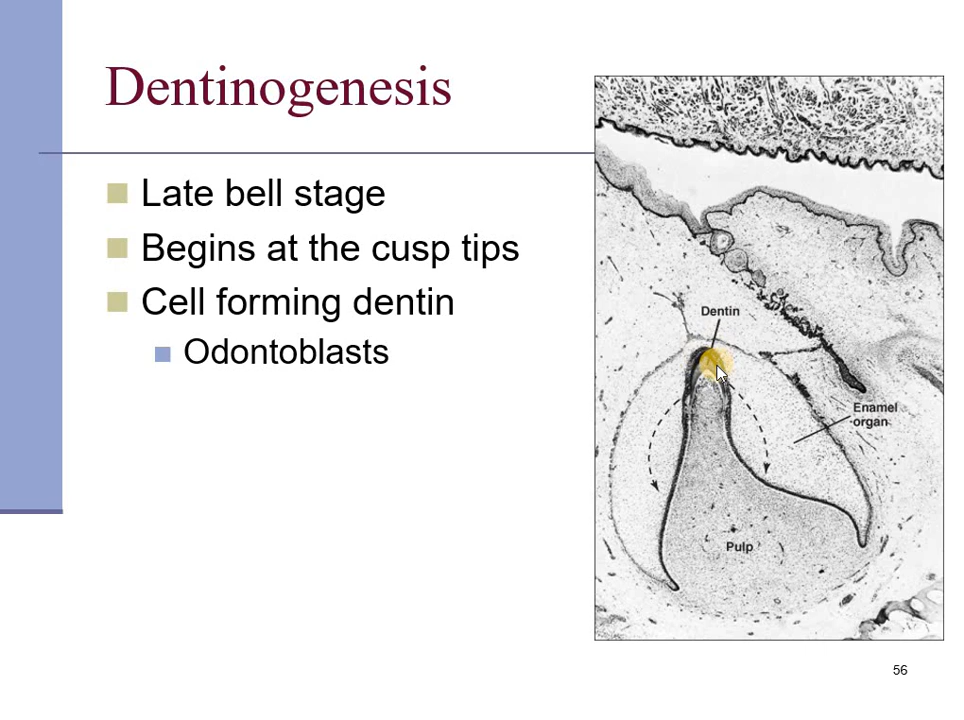 Dentinogenesis
Late bell stage
Begins at the cusp tips
Cell forming dentin
Odontoblasts
Dentin
Enamel
organ
Pulp
56